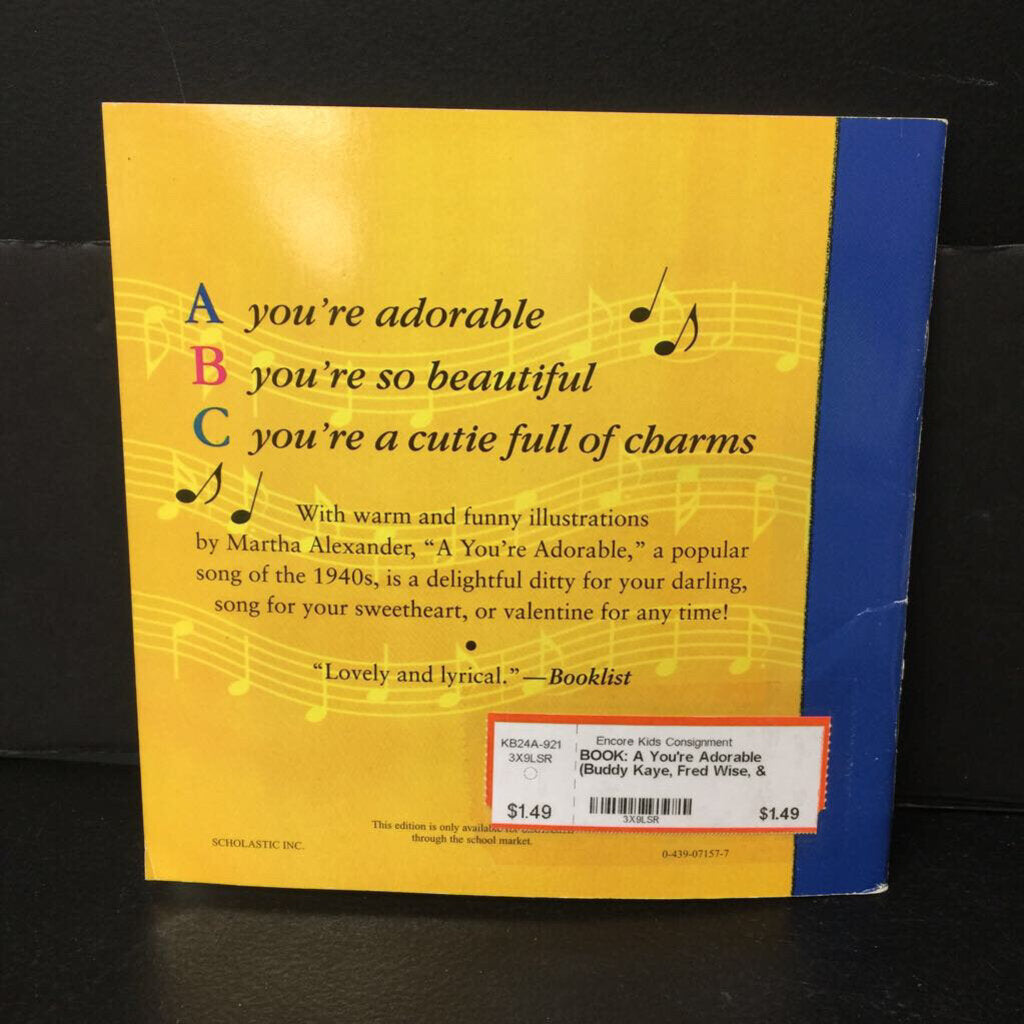 A you're adorable
B you're so beautiful
C you're a cutie full of charms
With warm and funny illustrations
by Martha Alexander, "A You're Adorable," a popular
song of the 1940s, is a delightful ditty for your darling,
song for your sweetheart, or valentine for any time!
•
"Lovely and lyrical."—Booklist
KB24A-921
3X9LSR
$1.49
Encore Kids Consignment
BOOK: A You're Adorable
(Buddy Kaye, Fred Wise, &
3X9LSR
$1.49
This edition is only available for
through the school market.
SCHOLASTIC INC.
0-439-07157-7